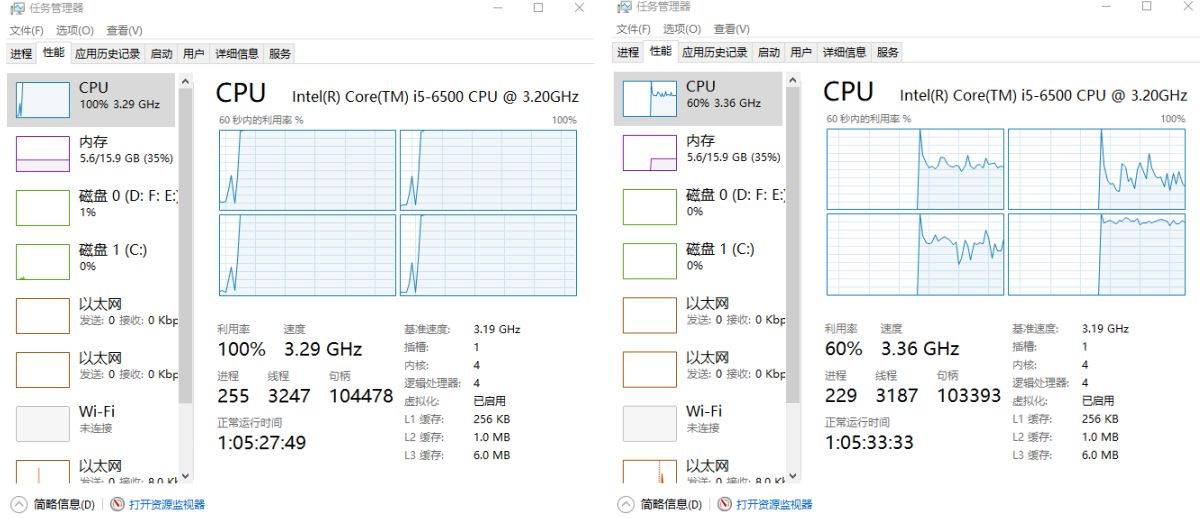 任务管理器
文件(F) 选项(O) 查看(V)
进程 性能 应用历史记录 启动 用户 详细信息 服务
CPU
100% 3.29 GHz
内存
5.6/15.9 GB (35%)
磁盘 0 (D: F: E:)
1%
磁盘 1 (C:)
0%
以太网
发送: 0 接收: 0 Kbp
以太网
发送: 0 接收: 0 Kbp
Wi-Fi
未连接
以太网
发送: 0 接收: 8.0 Kb
CPU Intel(R) Core(TM) i5-6500 CPU @ 3.20GHz
60 秒内的利用率 % 100%
利用率 速度
100% 3.29 GHz
进程 线程 句柄
255 3247 104478
正常运行时间
1:05:27:49
基准速度: 3.19 GHz
插槽: 1
内核: 4
逻辑处理器: 4
虚拟化: 已启用
L1 缓存: 256 KB
L2 缓存: 1.0 MB
L3 缓存: 6.0 MB
简略信息(D) 打开资源监视器
任务管理器
文件(F) 选项(O) 查看(V)
进程 性能 应用历史记录 启动 用户 详细信息 服务
CPU
60% 3.36 GHz
内存
5.6/15.9 GB (35%)
磁盘 0 (D: F: E:)
0%
磁盘 1 (C:)
0%
以太网
发送: 0 接收: 0 Kbp
以太网
发送: 0 接收: 0 Kbp
Wi-Fi
未连接
以太网
发送: 0 接收: 8.0 Kb
CPU Intel(R) Core(TM) i5-6500 CPU @ 3.20GHz
60 秒内的利用率 % 100%
利用率 速度
60% 3.36 GHz
进程 线程 句柄
229 3187 103393
正常运行时间
1:05:33:33
基准速度: 3.19 GHz
插槽: 1
内核: 4
逻辑处理器: 4
虚拟化: 已启用
L1 缓存: 256 KB
L2 缓存: 1.0 MB
L3 缓存: 6.0 MB
简略信息(D) 打开资源监视器